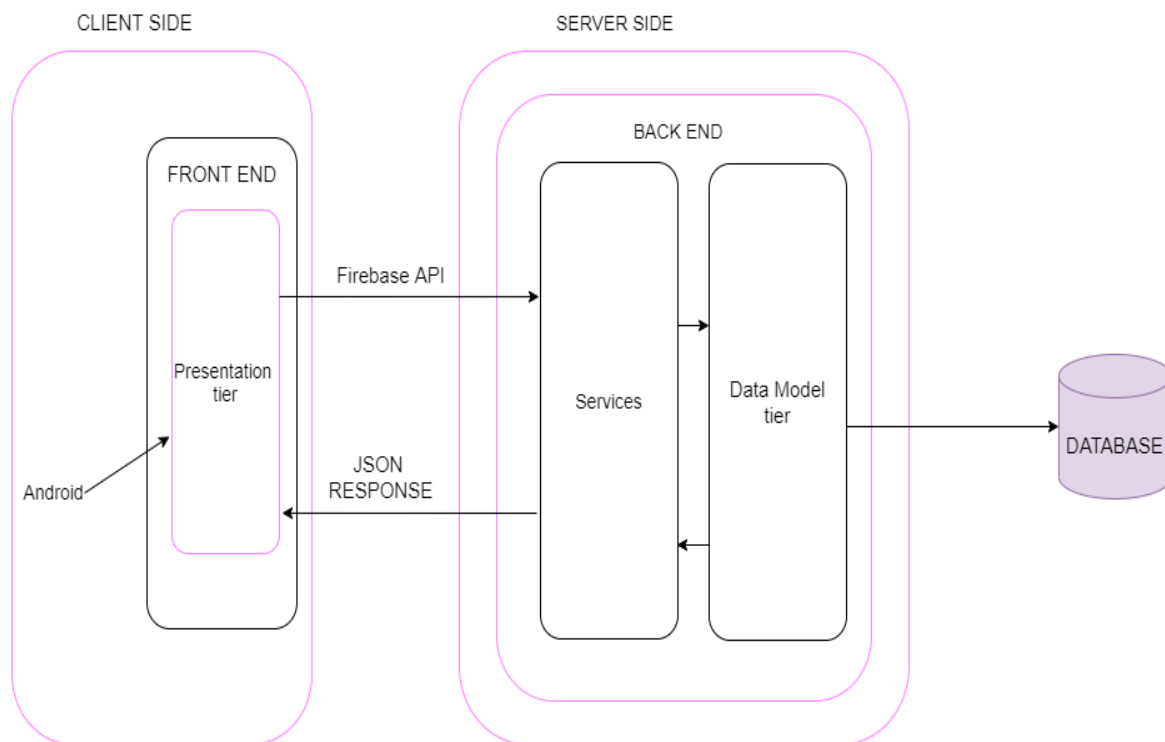 CLIENT SIDE
SERVER SIDE
BACK END
FRONT END
Firebase API
Presentation
tier
Services
Data Model
tier
DATABASE
JSON
RESPONSE
Android